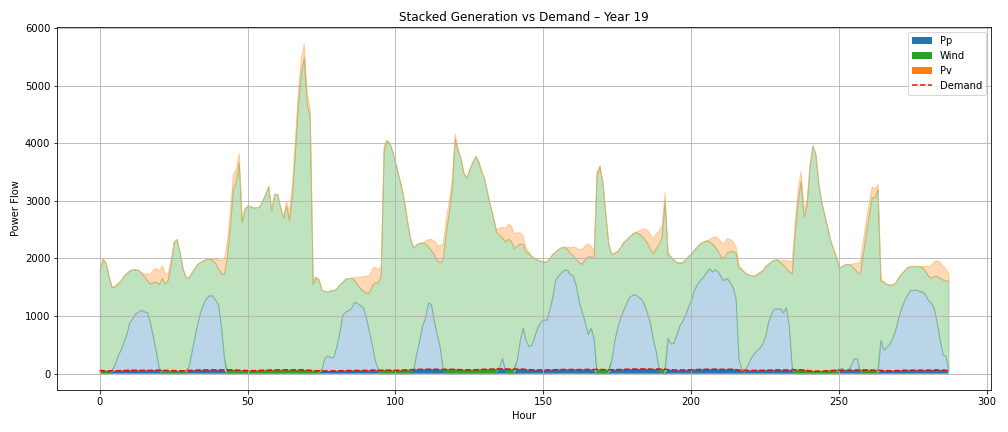 Stacked Generation vs Demand – Year 19
6000
5000
4000
3000
2000
1000
0
Power Flow
0 50 100 150 200 250 300
Hour
Pp
Wind
Pv
Demand